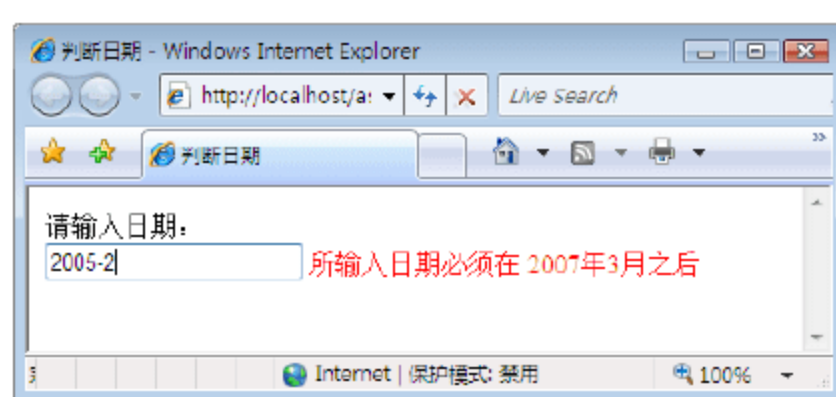 判断日期 - Windows Internet Explorer
http://localhost/a
Live Search
判断日期
请输入日期：
2005-2
所输入日期必须在 2007年3月之后
Internet | 保护模式: 禁用
100%